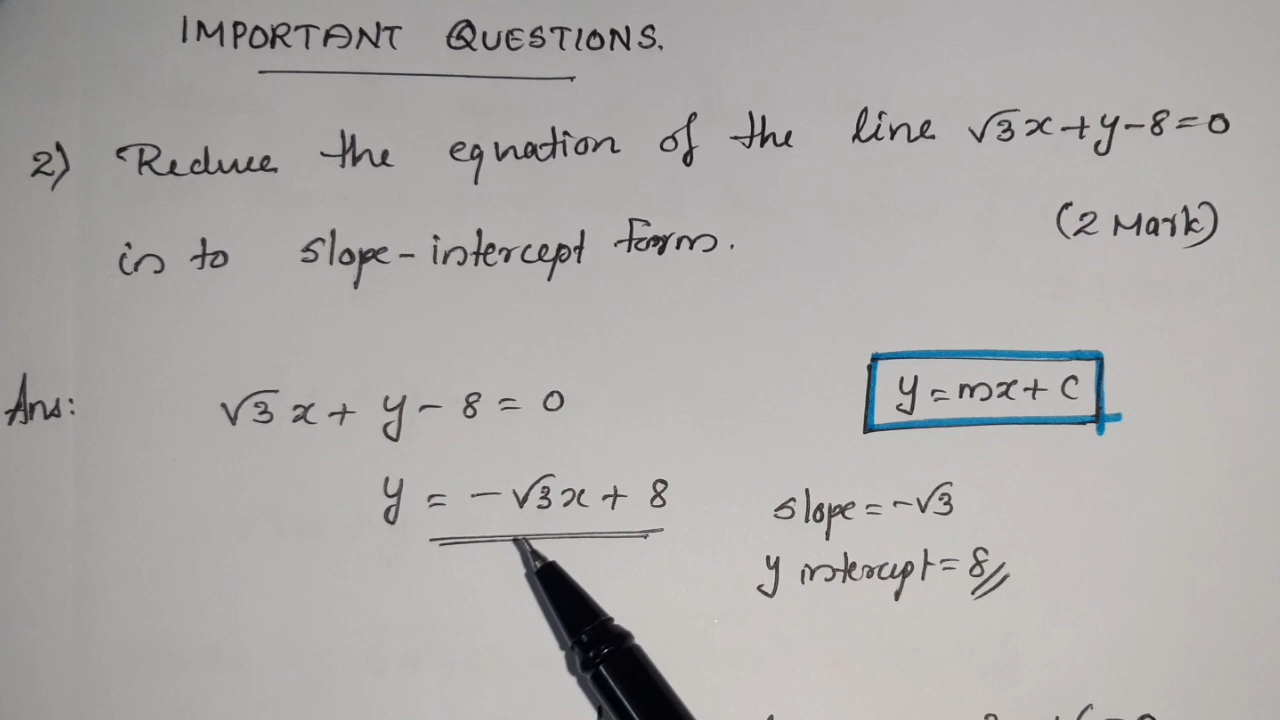 IMPORTANT QUESTIONS.
2) Reduce the equation of the line √3x+y-8=0
in to slope-intercept form.
(2 Mark)
Ans: √3x+y-8=0
y=mx+c
y = -√3x+8
slope=-√3
y intercept=8//